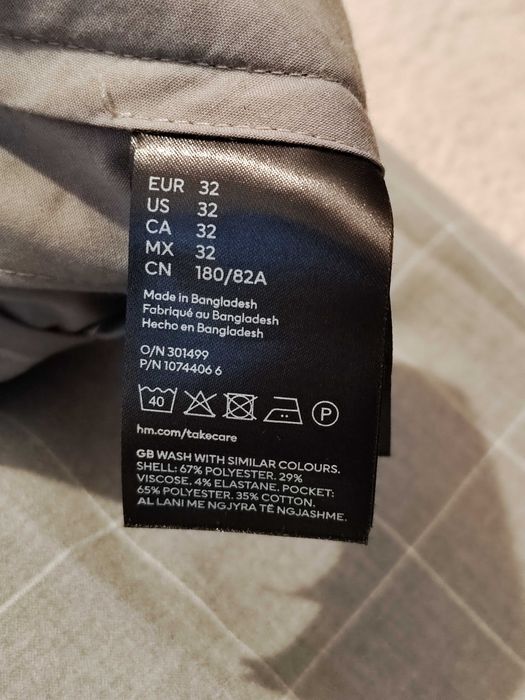 EUR 32
US 32
CA 32
MX 32
CN 180/82A
Made in Bangladesh
Fabriqué au Bangladesh
Hecho en Bangladesh
O/N 301499
P/N 1074406 6
40 P
hm.com/takecare
GB WASH WITH SIMILAR COLOURS.
SHELL: 67% POLYESTER. 29%
VISCOSE. 4% ELASTANE. POCKET:
65% POLYESTER. 35% COTTON.
AL LANI ME NGJYRA TË NGJASHME.